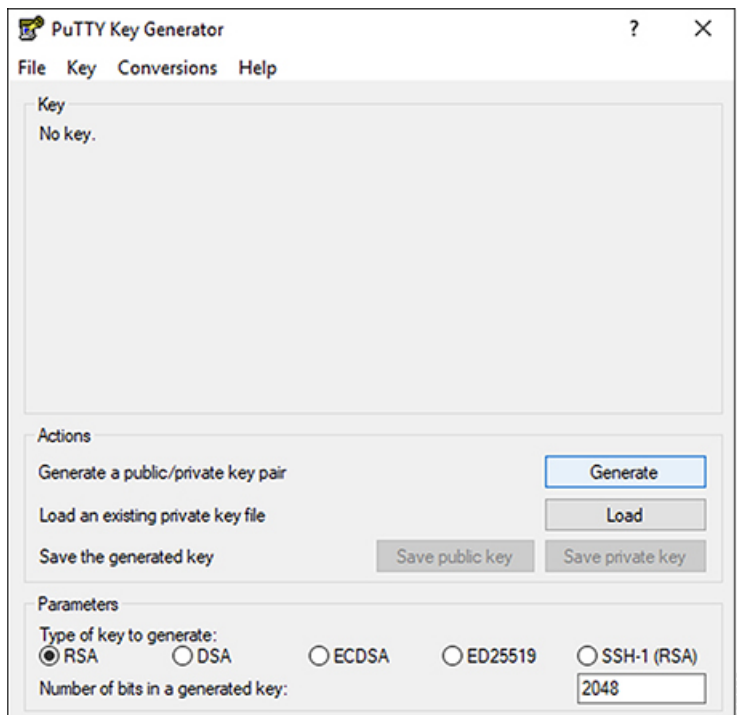 PuTTY Key Generator ?
File Key Conversions Help
Key
No key.
Actions
Generate a public/private key pair Generate
Load an existing private key file Load
Save the generated key Save public key Save private key
Parameters
Type of key to generate:
RSA DSA ECDSA ED25519 SSH-1 (RSA)
Number of bits in a generated key: 2048